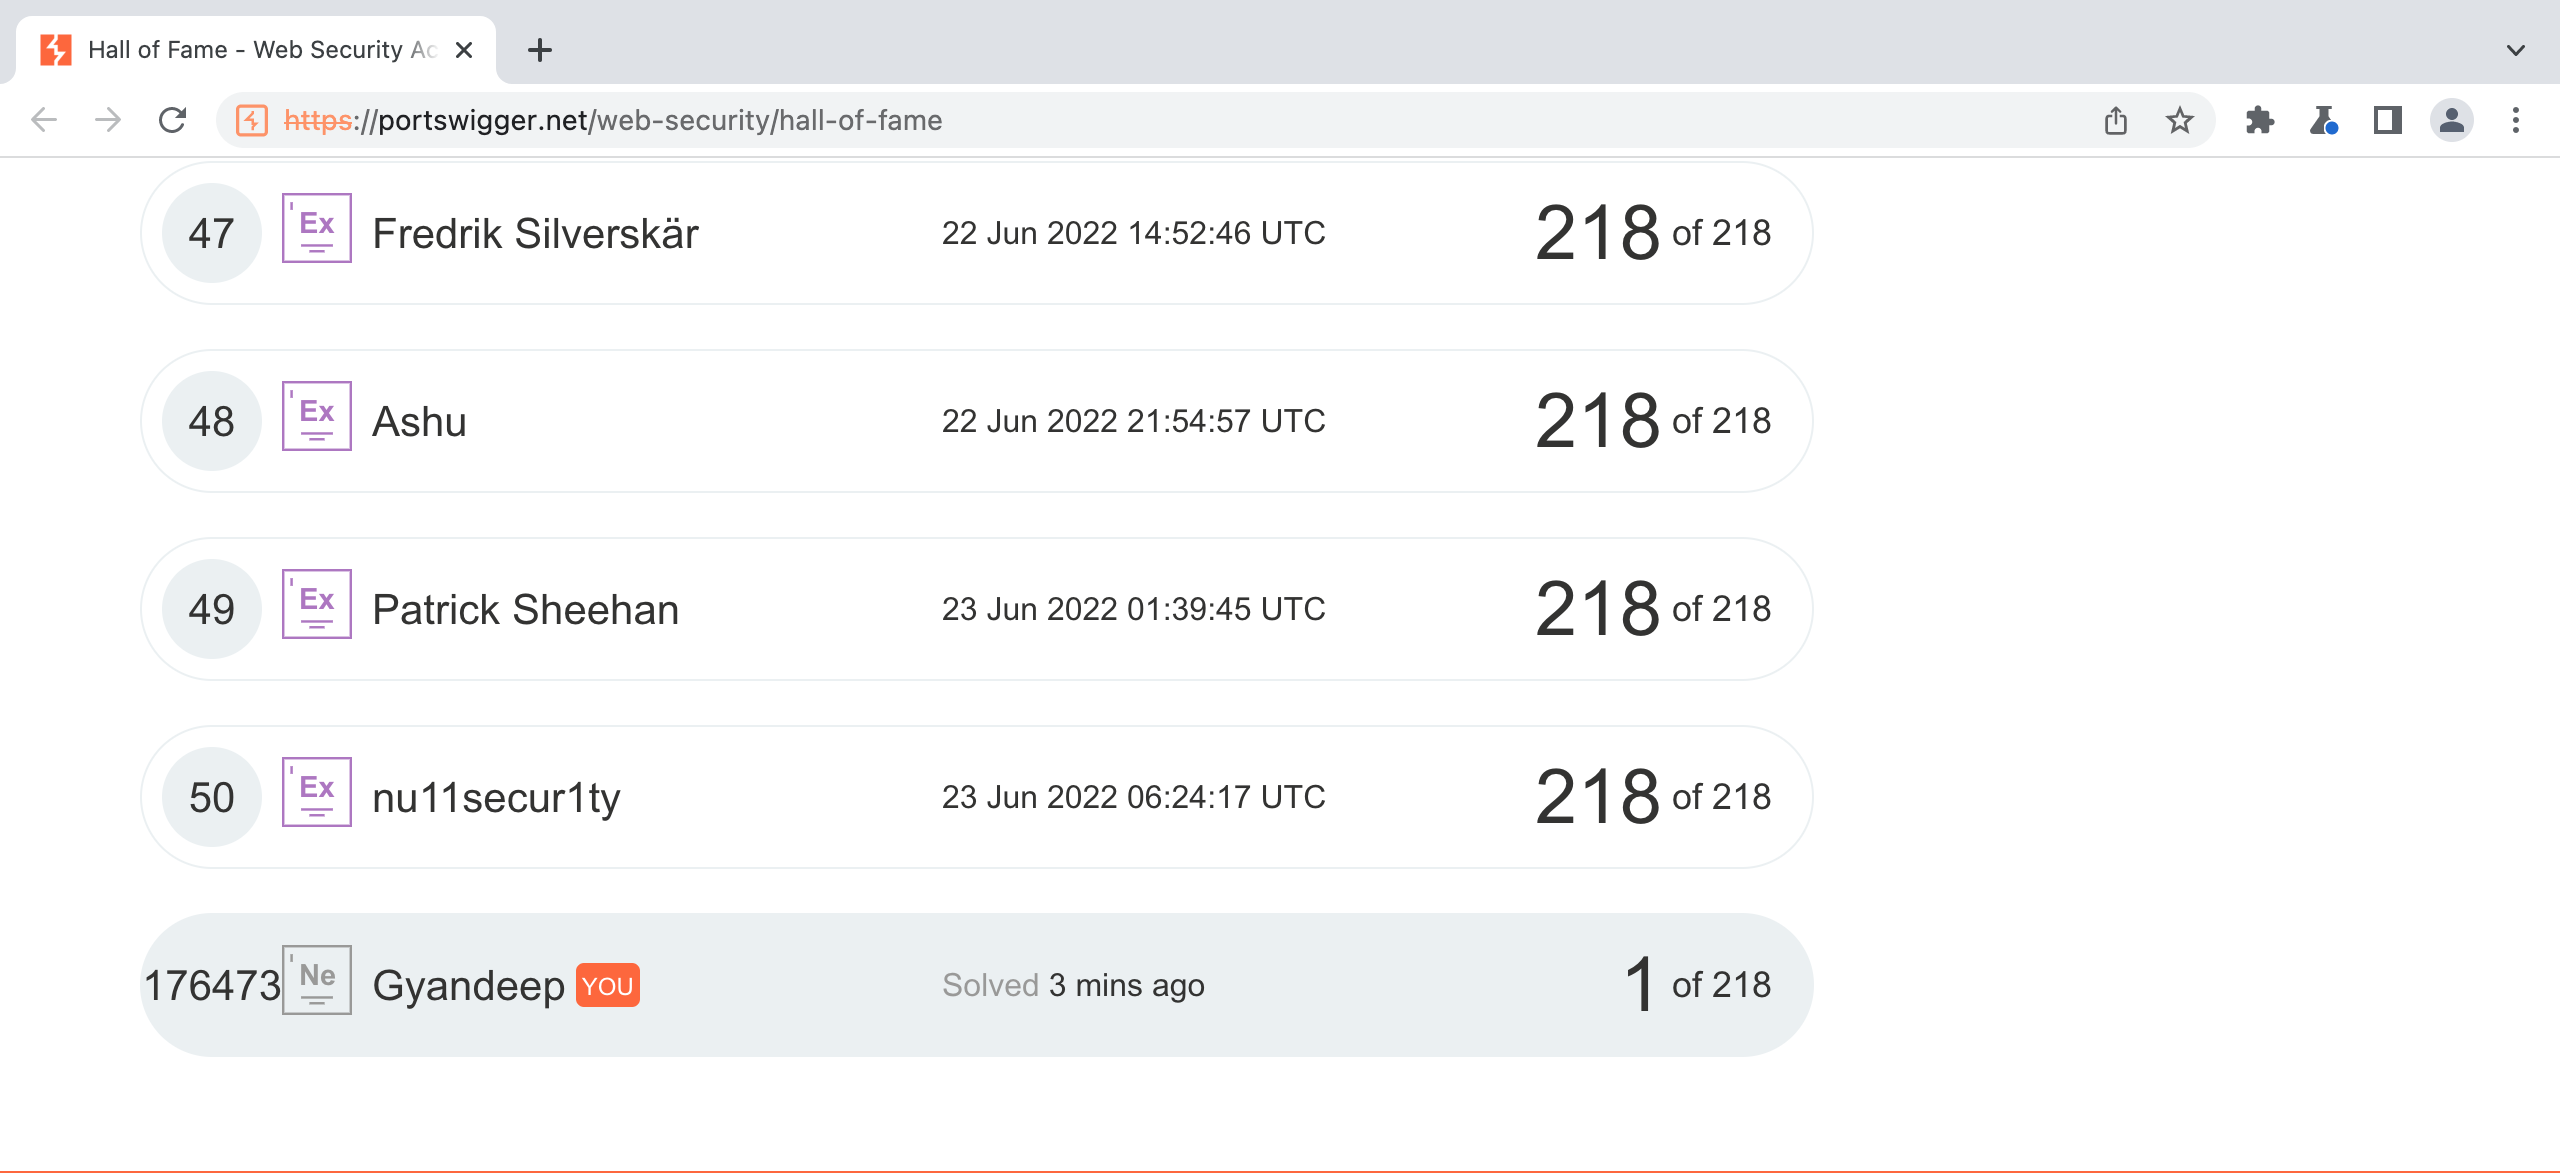 Hall of Fame - Web Security Ac
https://portswigger.net/web-security/hall-of-fame
47 Ex Fredrik Silverskär 22 Jun 2022 14:52:46 UTC 218 of 218
48 Ex Ashu 22 Jun 2022 21:54:57 UTC 218 of 218
49 Ex Patrick Sheehan 23 Jun 2022 01:39:45 UTC 218 of 218
50 Ex nu11secur1ty 23 Jun 2022 06:24:17 UTC 218 of 218
176473 Ne Gyandeep YOU Solved 3 mins ago 1 of 218